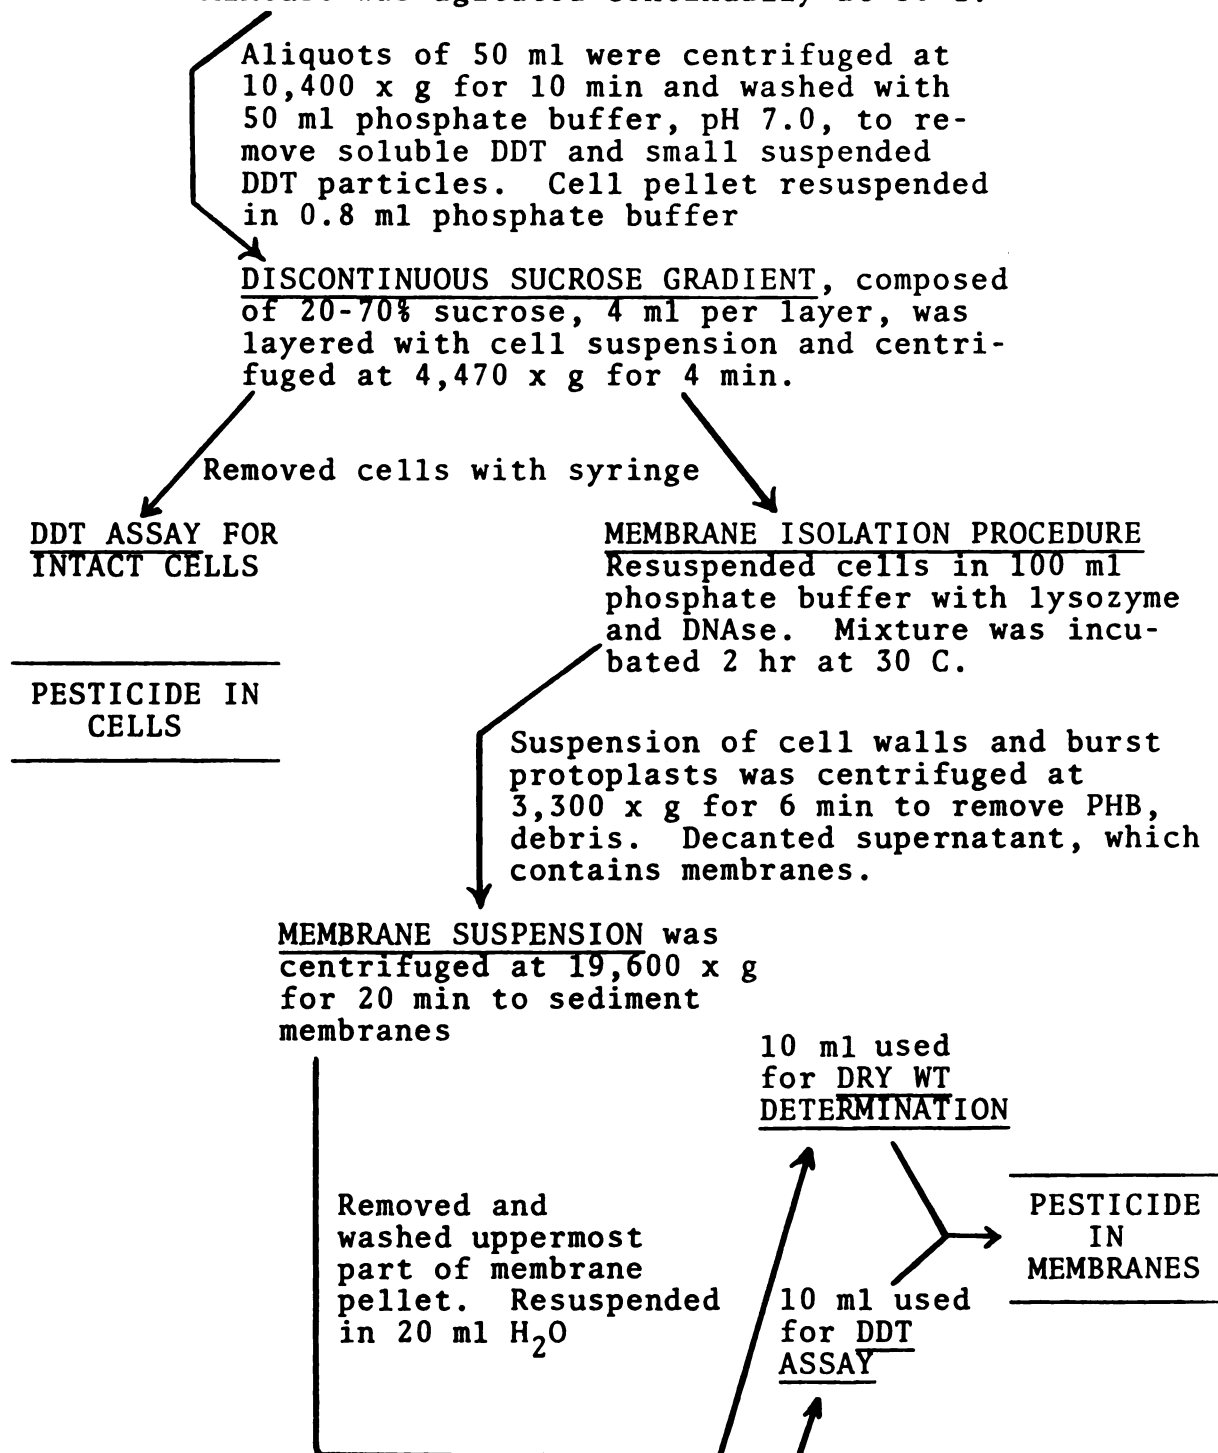 Aliquots of 50 ml were centrifuged at
10,400 x g for 10 min and washed with
50 ml phosphate buffer, pH 7.0, to re-
move soluble DDT and small suspended
DDT particles. Cell pellet resuspended
in 0.8 ml phosphate buffer
DISCONTINUOUS SUCROSE GRADIENT, composed
of 20-70% sucrose, 4 ml per layer, was
layered with cell suspension and centri-
fuged at 4,470 x g for 4 min.
Removed cells with syringe
DDT ASSAY FOR
INTACT CELLS
PESTICIDE IN
CELLS
MEMBRANE ISOLATION PROCEDURE
Resuspended cells in 100 ml
phosphate buffer with lysozyme
and DNAse. Mixture was incu-
bated 2 hr at 30 C.
Suspension of cell walls and burst
protoplasts was centrifuged at
3,300 x g for 6 min to remove PHB,
debris. Decanted supernatant, which
contains membranes.
MEMBRANE SUSPENSION was
centrifuged at 19,600 x g
for 20 min to sediment
membranes
10 ml used
for DRY WT
DETERMINATION
Removed and
washed uppermost
part of membrane
pellet. Resuspended
in 20 ml H₂O
10 ml used
for DDT
ASSAY
PESTICIDE
IN
MEMBRANES